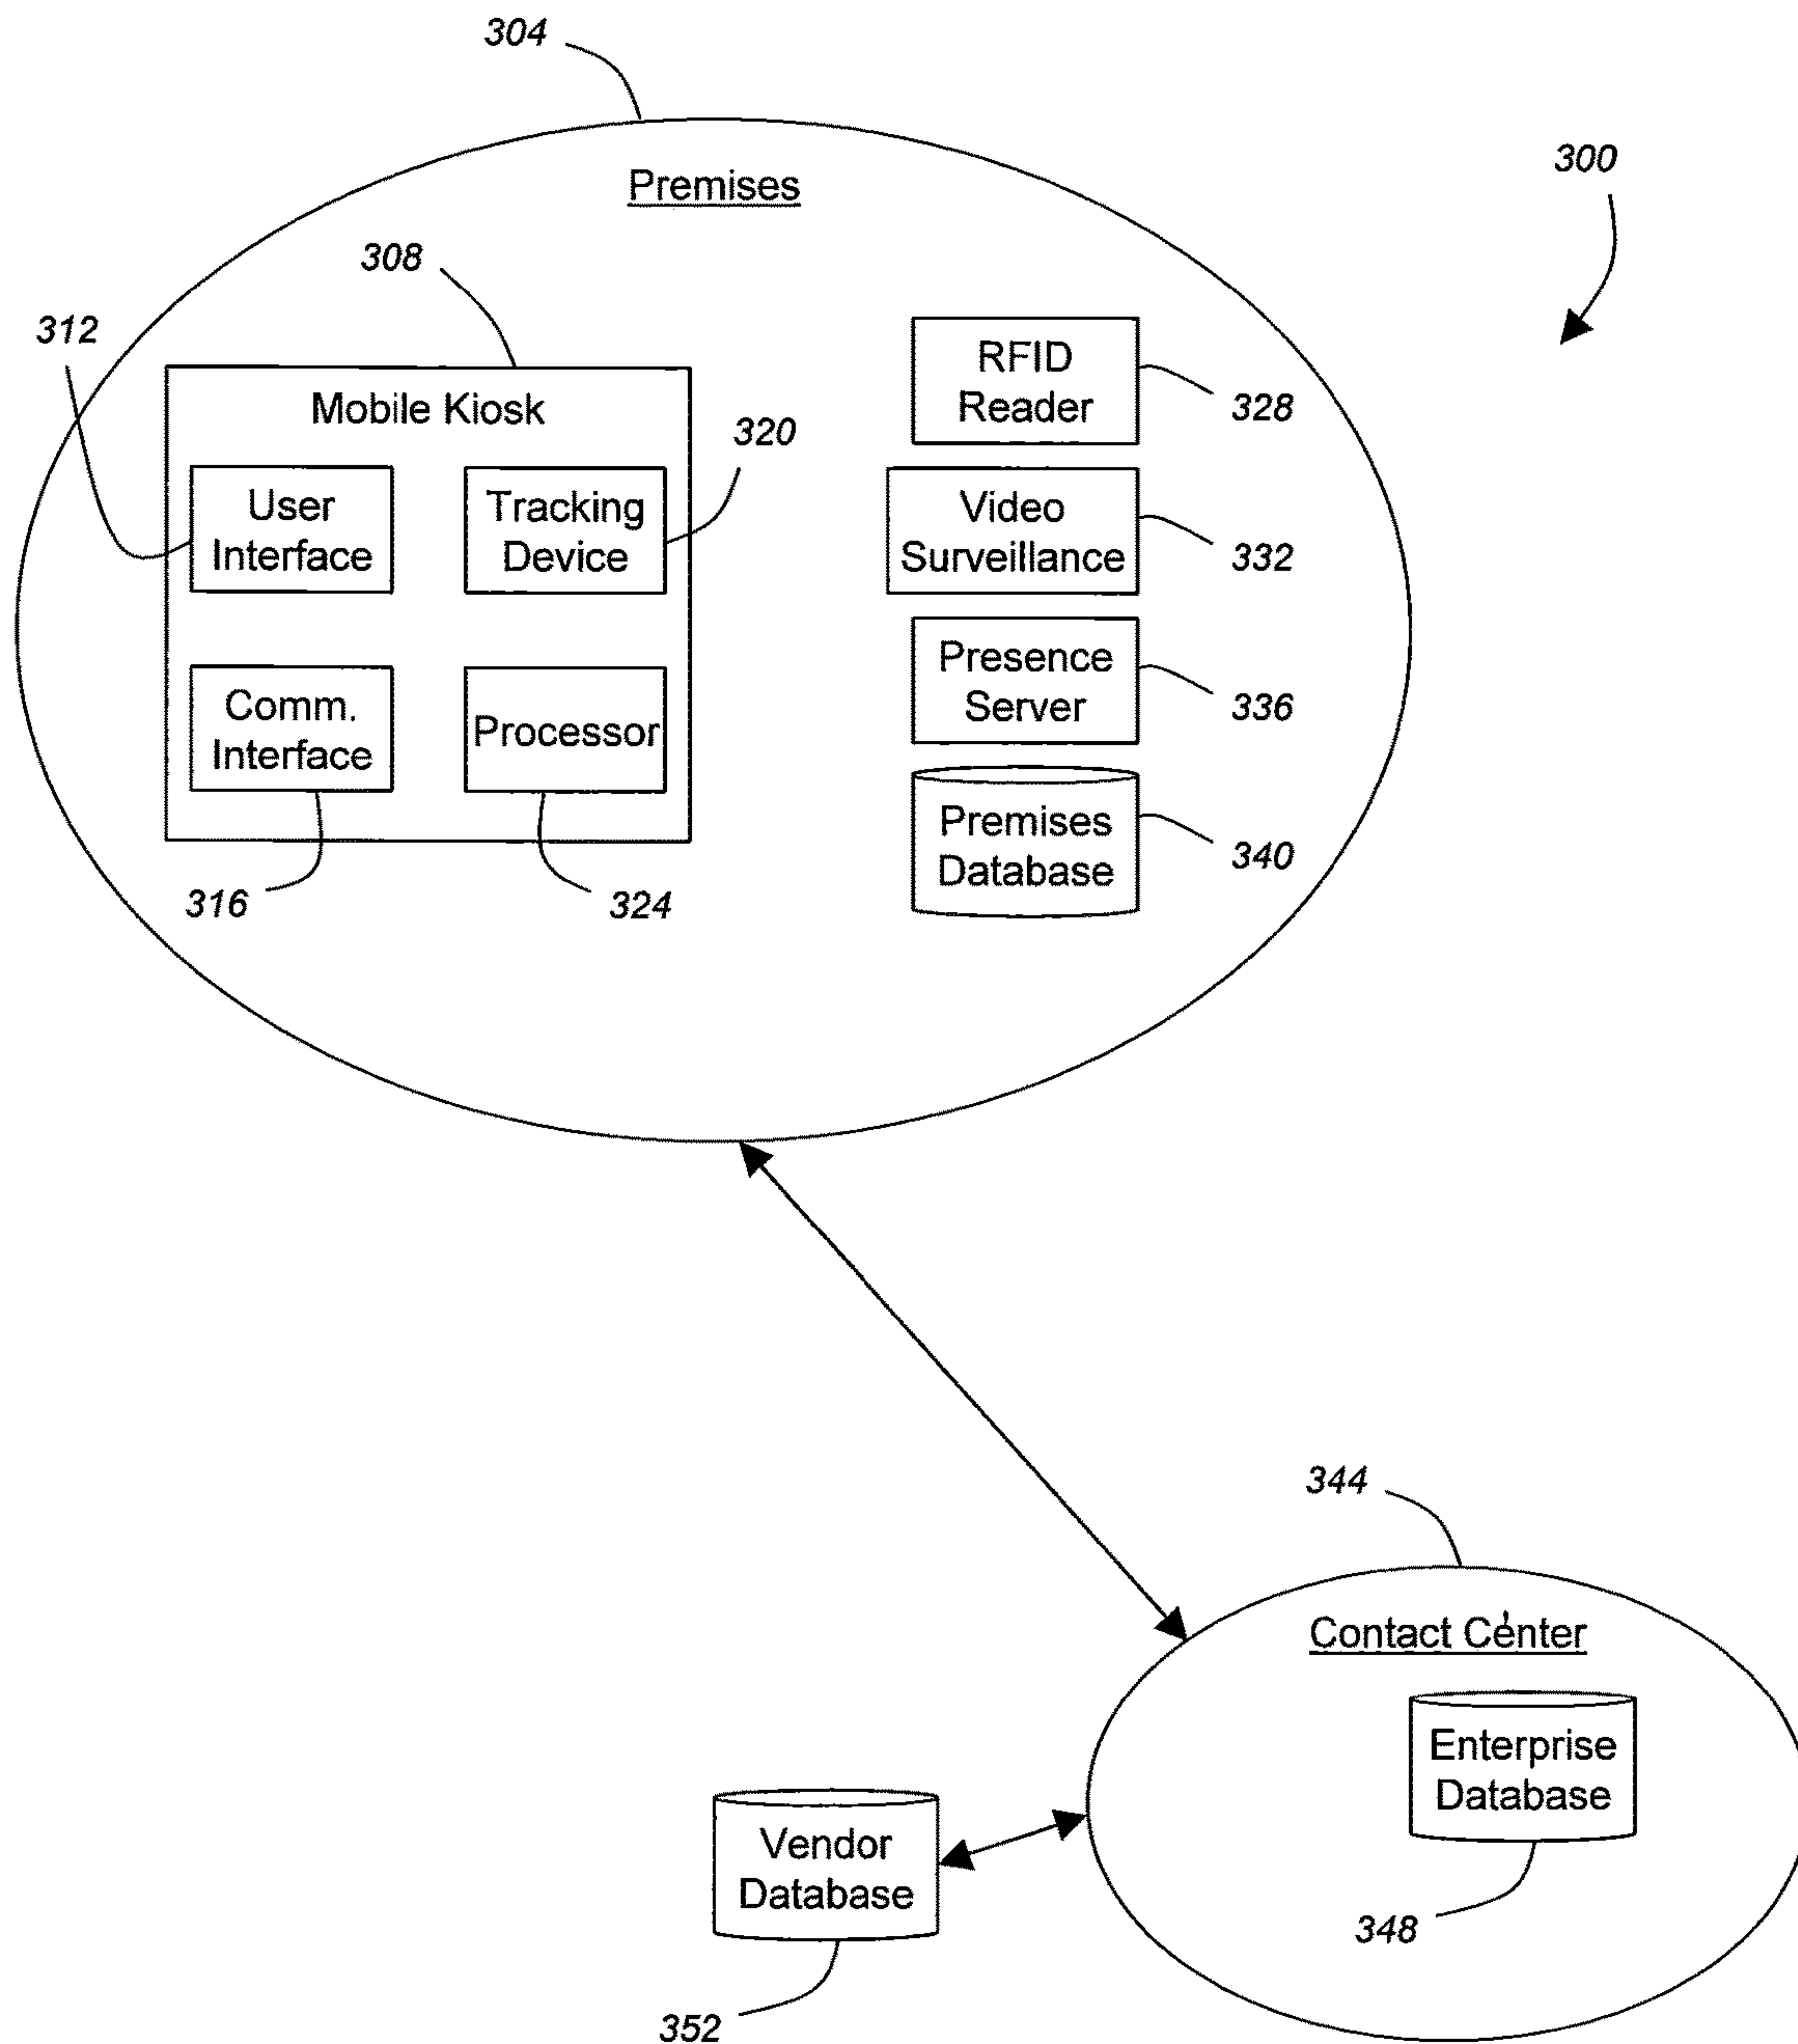 304
Premises
300
308
312
Mobile Kiosk
RFID
Reader
328
320
User
Interface
Tracking
Device
Video
Surveillance
332
Comm.
Interface
Processor
Presence
Server
336
Premises
Database
340
316
324
344
Contact Center
Enterprise
Database
348
Vendor
Database
352